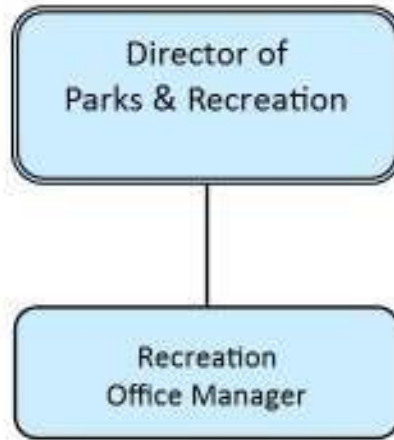 Director of
Parks & Recreation
Recreation
Office Manager